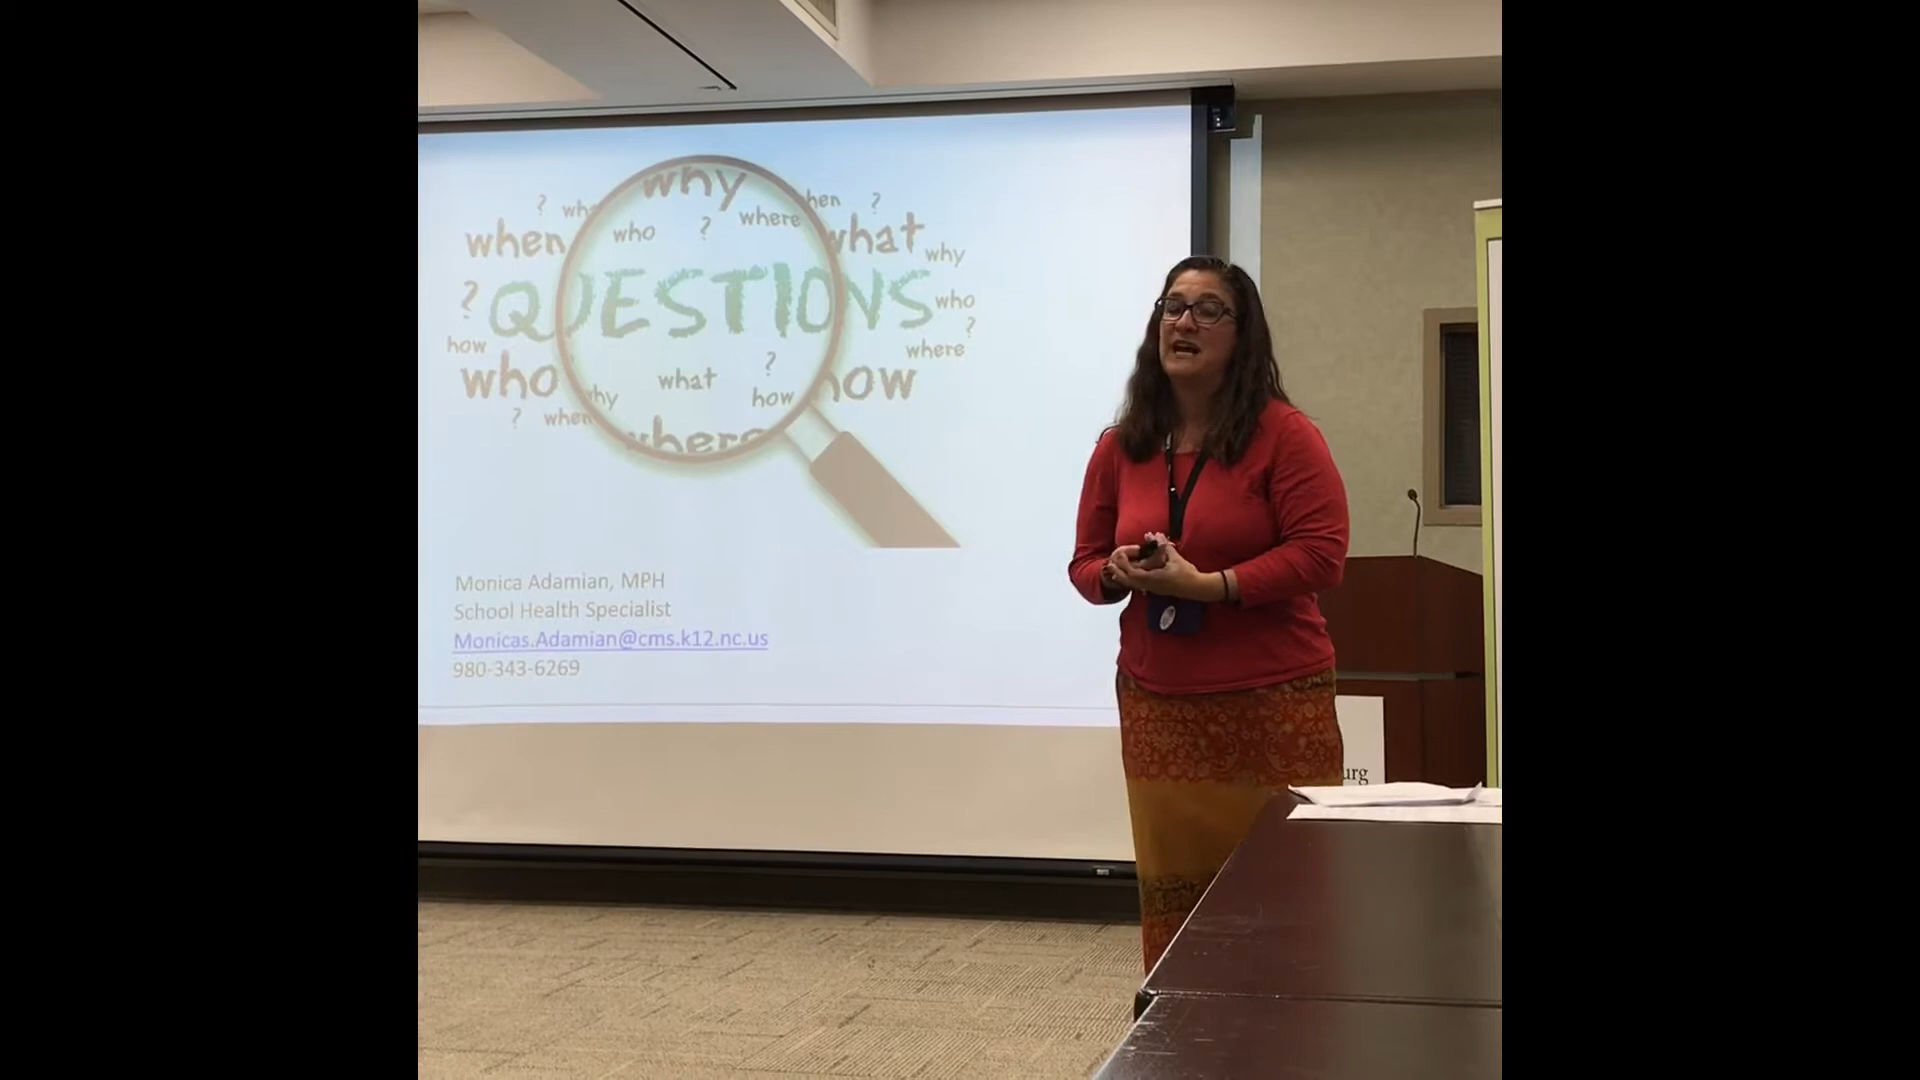 why
? when ?
who ? where
when what
why
QUESTIONS
? who
?
how where
who what ? how
why how
? when
where
Monica Adamian, MPH
School Health Specialist
Monicas.Adamian@cms.k12.nc.us
980-343-6269
urg